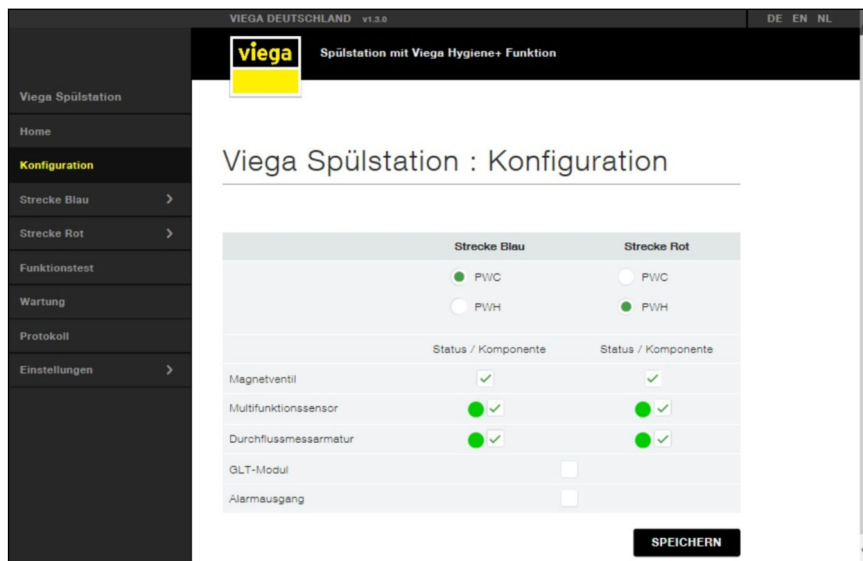 VIEGA DEUTSCHLAND v1.3.0
DE EN NL
viega
Spülstation mit Viega Hygiene+ Funktion
Viega Spülstation
Home
Konfiguration
Strecke Blau
Strecke Rot
Funktionstest
Wartung
Protokoll
Einstellungen
Viega Spülstation : Konfiguration
Strecke Blau Strecke Rot
PWC PWC
PWH PWH
Status / Komponente Status / Komponente
Magnetventil
Multifunktionssensor
Durchflussmessarmatur
GLT-Modul
Alarmausgang
SPEICHERN